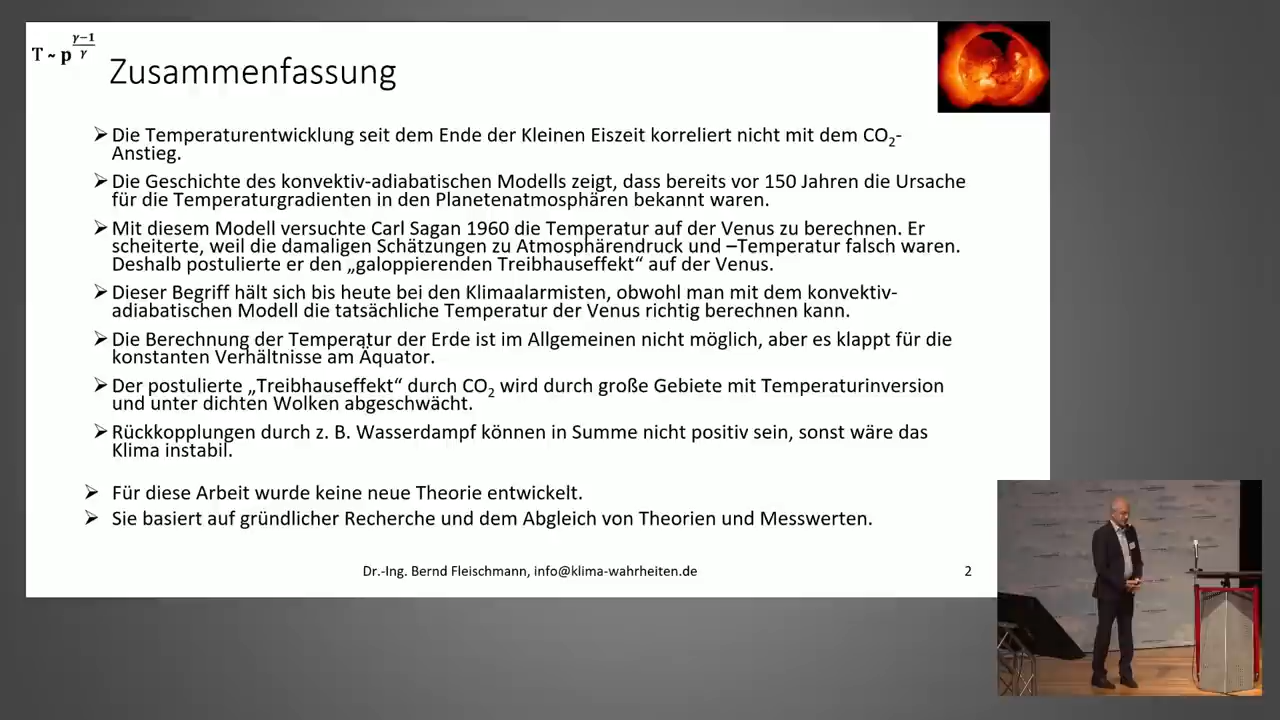 T ~ p^((γ−1)/γ)
Zusammenfassung
➢ Die Temperaturentwicklung seit dem Ende der Kleinen Eiszeit korreliert nicht mit dem CO₂-
Anstieg.
➢ Die Geschichte des konvektiv-adiabatischen Modells zeigt, dass bereits vor 150 Jahren die Ursache
für die Temperaturgradienten in den Planetenatmosphären bekannt waren.
➢ Mit diesem Modell versuchte Carl Sagan 1960 die Temperatur auf der Venus zu berechnen. Er
scheiterte, weil die damaligen Schätzungen zu Atmosphärendruck und –Temperatur falsch waren.
Deshalb postulierte er den „galoppierenden Treibhauseffekt“ auf der Venus.
➢ Dieser Begriff hält sich bis heute bei den Klimaalarmisten, obwohl man mit dem konvektiv-
adiabatischen Modell die tatsächliche Temperatur der Venus richtig berechnen kann.
➢ Die Berechnung der Temperatur der Erde ist im Allgemeinen nicht möglich, aber es klappt für die
konstanten Verhältnisse am Äquator.
➢ Der postulierte „Treibhauseffekt“ durch CO₂ wird durch große Gebiete mit Temperaturinversion
und unter dichten Wolken abgeschwächt.
➢ Rückkopplungen durch z. B. Wasserdampf können in Summe nicht positiv sein, sonst wäre das
Klima instabil.
➢ Für diese Arbeit wurde keine neue Theorie entwickelt.
➢ Sie basiert auf gründlicher Recherche und dem Abgleich von Theorien und Messwerten.
Dr.-Ing. Bernd Fleischmann, info@klima-wahrheiten.de
2